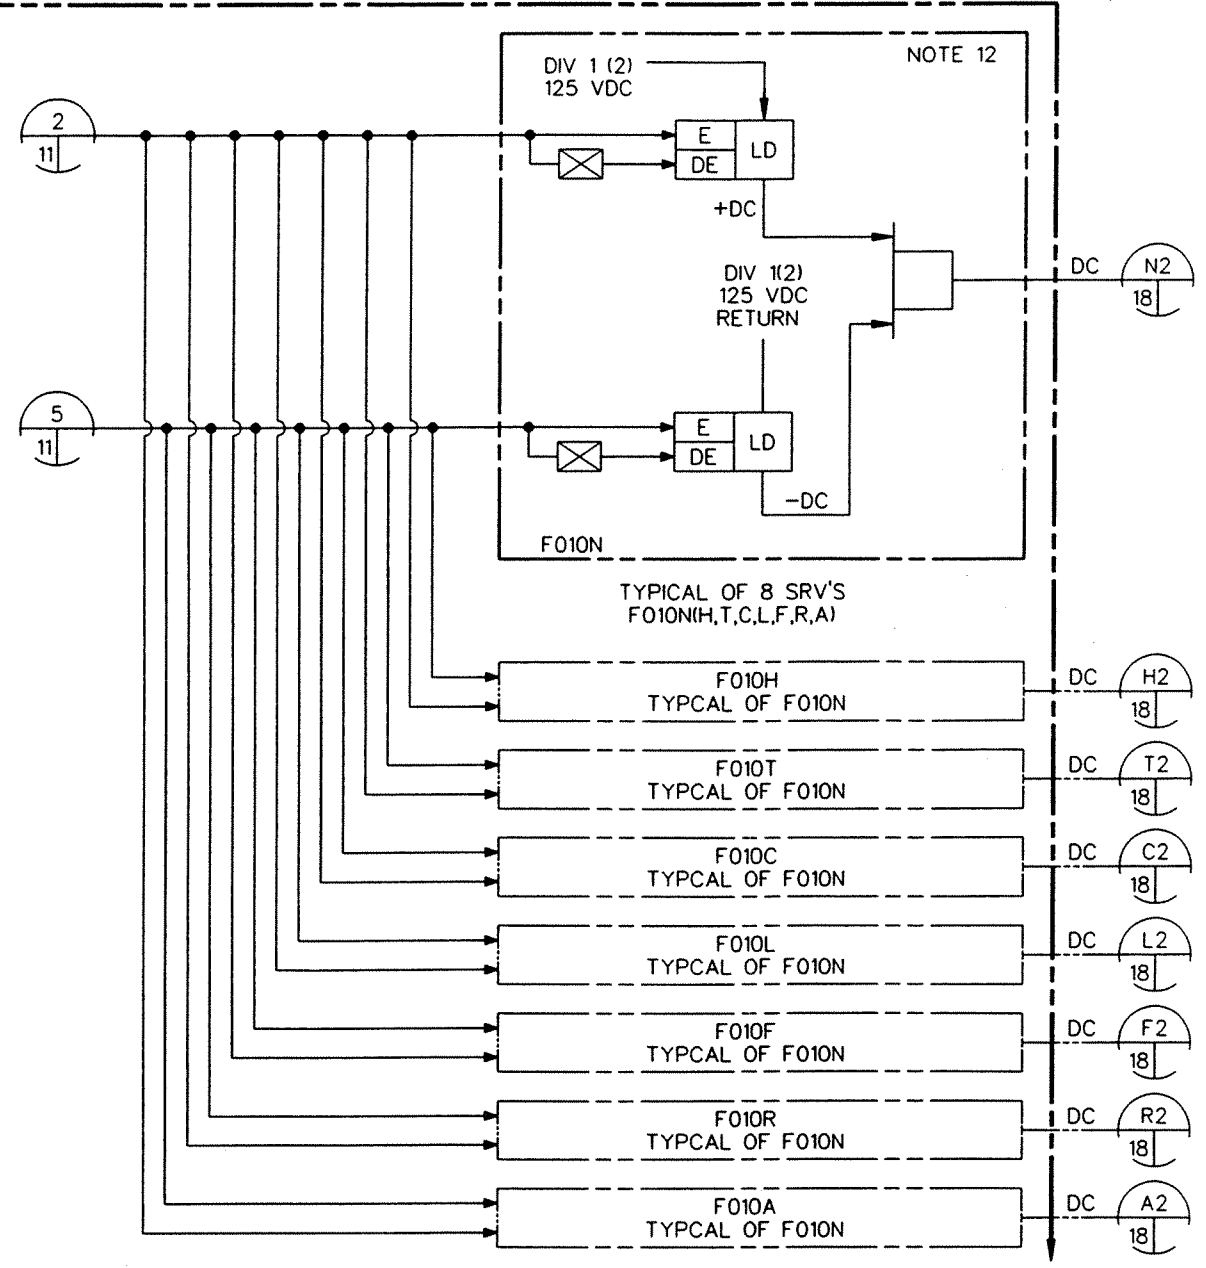 NOTE 12
DIV 1 (2)
125 VDC
2
11
E
DE
LD
+DC
DIV 1(2)
125 VDC
RETURN
DC
N2
18
5
11
E
DE
LD
-DC
F010N
TYPICAL OF 8 SRV'S
F010N(H,T,C,L,F,R,A)
F010H
TYPCAL OF F010N
DC
H2
18
F010T
TYPCAL OF F010N
DC
T2
18
F010C
TYPCAL OF F010N
DC
C2
18
F010L
TYPCAL OF F010N
DC
L2
18
F010F
TYPCAL OF F010N
DC
F2
18
F010R
TYPCAL OF F010N
DC
R2
18
F010A
TYPCAL OF F010N
DC
A2
18